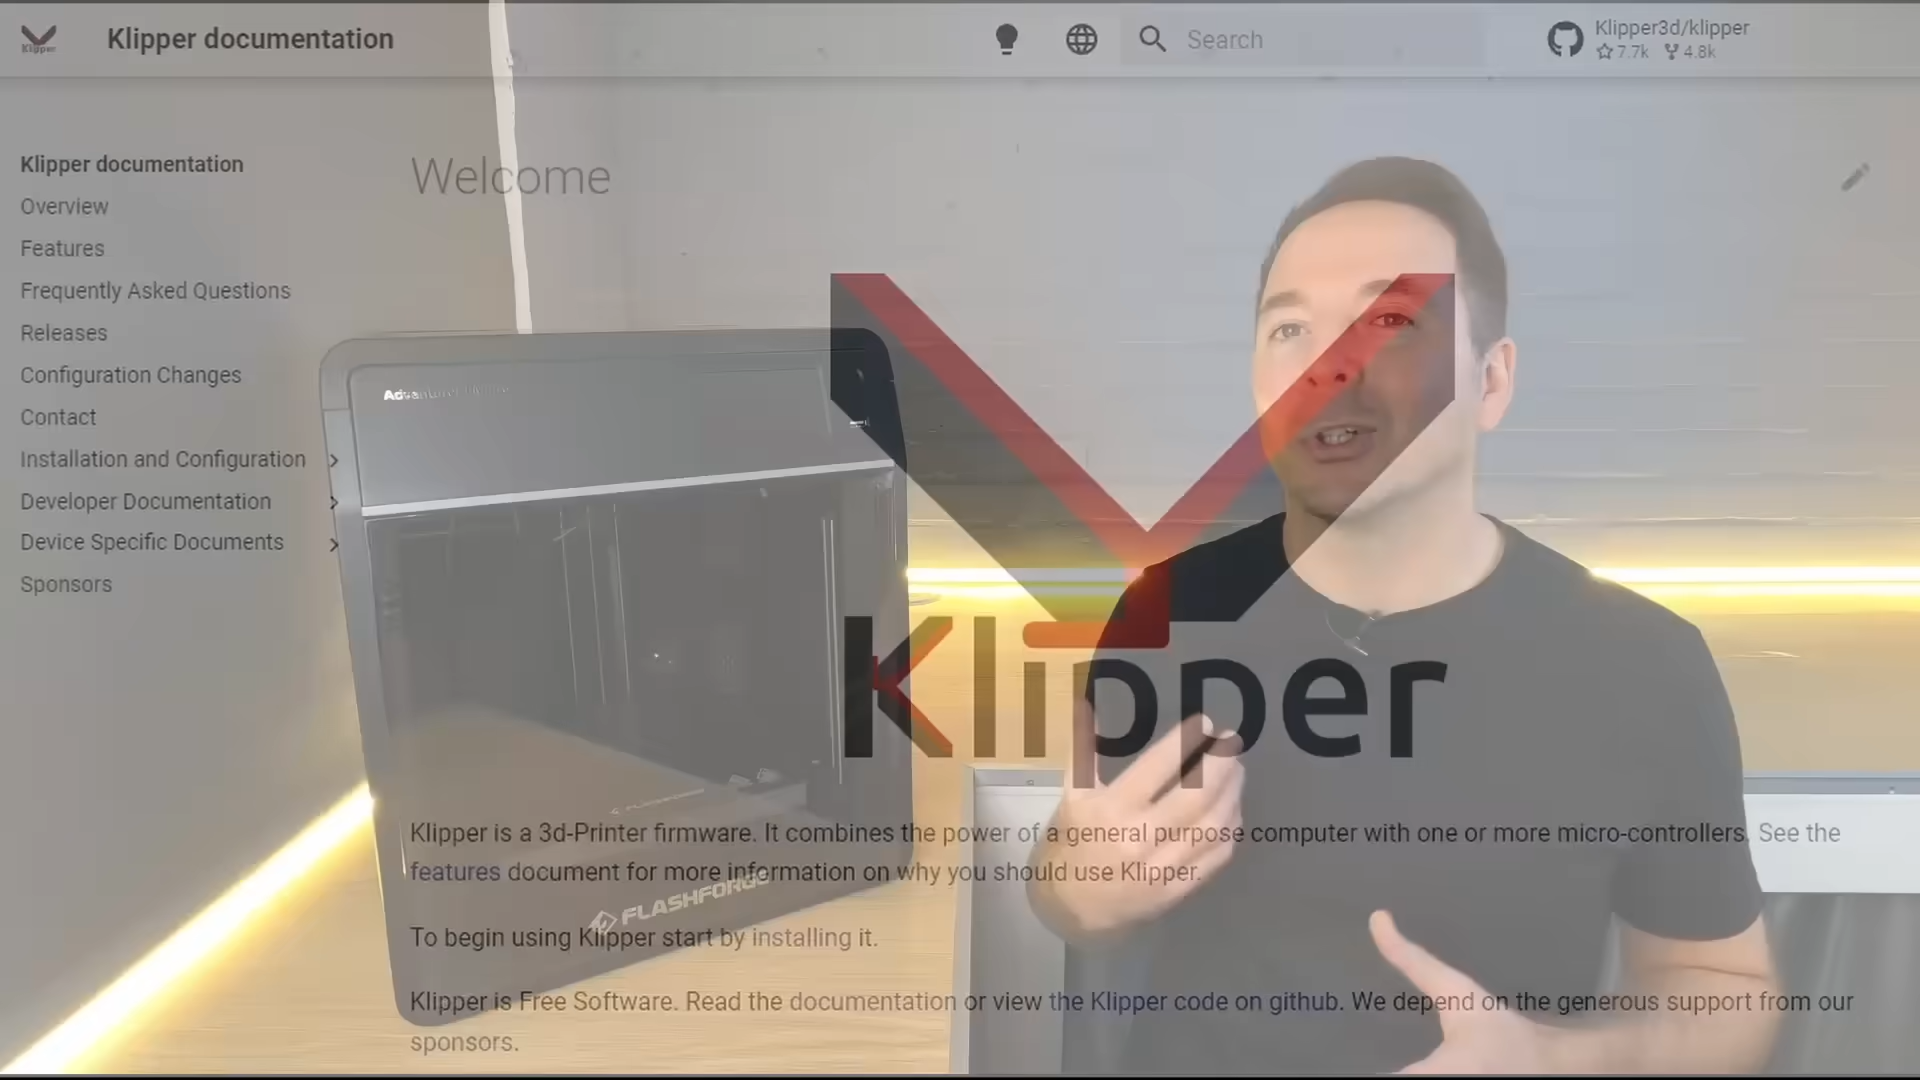 Klipper
Klipper documentation
Search
Klipper3d/klipper
7.7k 4.8k
Klipper documentation
Overview
Features
Frequently Asked Questions
Releases
Configuration Changes
Contact
Installation and Configuration
Developer Documentation
Device Specific Documents
Sponsors
Welcome
Klipper
Klipper is a 3d-Printer firmware. It combines the power of a general purpose computer with one or more micro-controllers. See the
features document for more information on why you should use Klipper.
To begin using Klipper start by installing it.
Klipper is Free Software. Read the documentation or view the Klipper code on github. We depend on the generous support from our
sponsors.
FLASHFORGE
FLASHFORGE